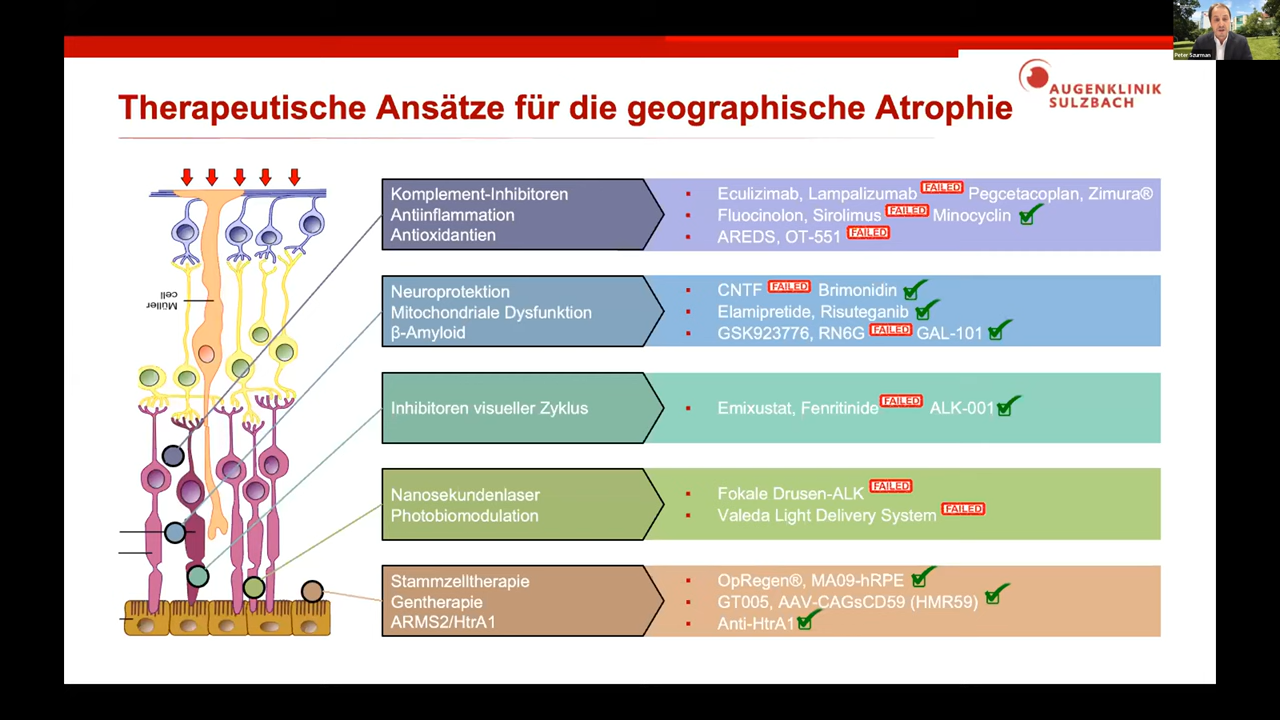 Peter Szurman
AUGENKLINIK
SULZBACH
Therapeutische Ansätze für die geographische Atrophie
Müller
cell
Komplement-Inhibitoren
Antiinflammation
Antioxidantien
Eculizimab, Lampalizumab FAILED Pegcetacoplan, Zimura®
Fluocinolon, Sirolimus FAILED Minocyclin
AREDS, OT-551 FAILED
Neuroprotektion
Mitochondriale Dysfunktion
β-Amyloid
CNTF FAILED Brimonidin
Elamipretide, Risuteganib
GSK923776, RN6G FAILED GAL-101
Inhibitoren visueller Zyklus
Emixustat, Fenritinide FAILED ALK-001
Nanosekundenlaser
Photobiomodulation
Fokale Drusen-ALK FAILED
Valeda Light Delivery System FAILED
Stammzelltherapie
Gentherapie
ARMS2/HtrA1
OpRegen®, MA09-hRPE
GT005, AAV-CAGsCD59 (HMR59)
Anti-HtrA1